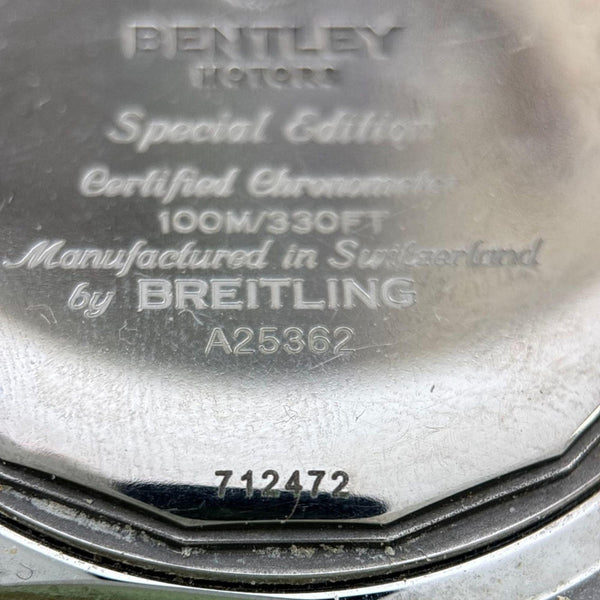 BENTLEY
MOTORS
Special Edition
Certified Chronometer
100M/330FT
Manufactured in Switzerland
by BREITLING
A25362
712472